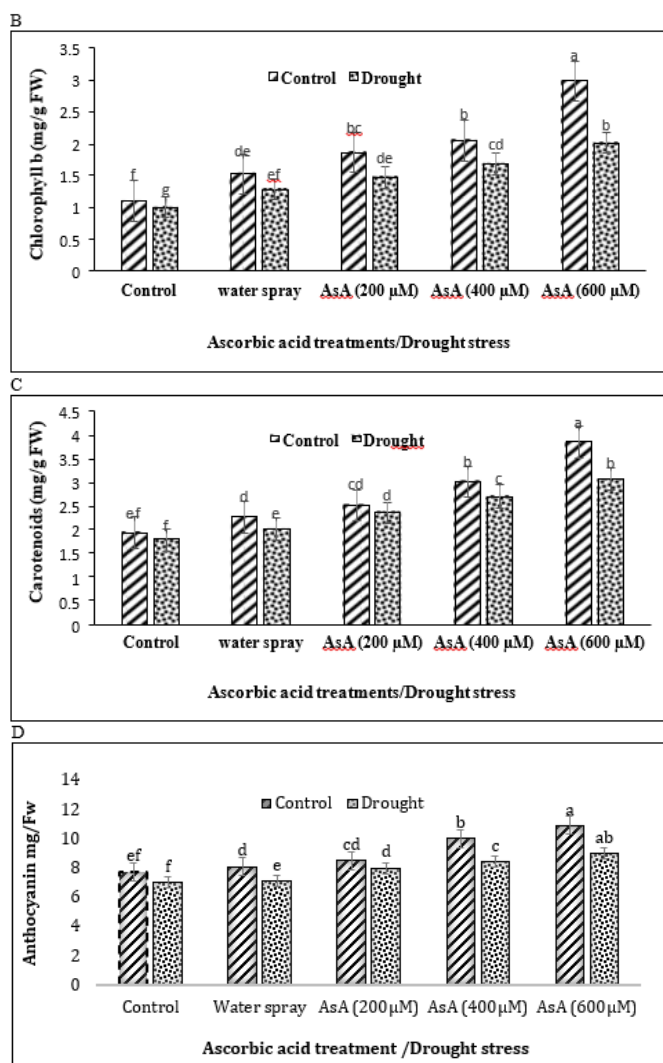 B
3.5
3
2.5
2
1.5
1
0.5
0
Chlorophyll b (mg/g FW)
Control Drought
f g de ef bc de b cd a b
Control water spray AsA (200 µM) AsA (400 µM) AsA (600 µM)
Ascorbic acid treatments/Drought stress
C
4.5
4
3.5
3
2.5
2
1.5
1
0.5
0
Carotenoids (mg/g FW)
Control Drought
ef f d e cd d b c a b
Control water spray AsA (200 µM) AsA (400 µM) AsA (600 µM)
Ascorbic acid treatments/Drought stress
D
14
12
10
8
6
4
2
0
Anthocyanin mg/Fw
Control Drought
ef f d e cd d b c a ab
Control Water spray AsA (200µM) AsA (400µM) AsA (600µM)
Ascorbic acid treatment /Drought stress